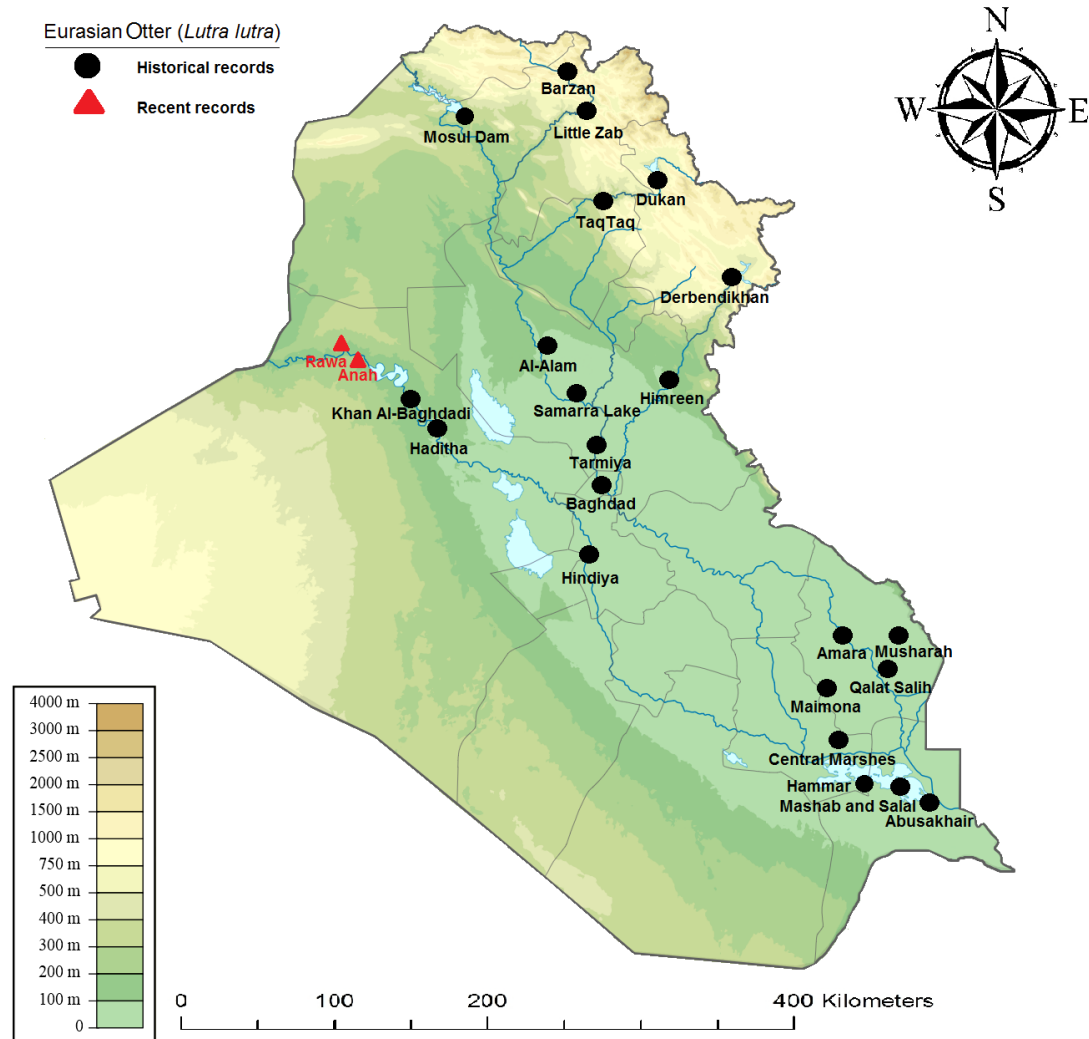 Eurasian Otter (Lutra lutra)
Historical records
Recent records
N
W
E
S
Barzan
Mosul Dam
Little Zab
Dukan
TaqTaq
Derbendikhan
Rawa
Anah
Al-Alam
Himreen
Khan Al-Baghdadi
Samarra Lake
Haditha
Tarmiya
Baghdad
Hindiya
Amara
Musharah
Qalat Salih
Maimona
Central Marshes
Hammar
Mashab and Salal
Abusakhair
4000 m
3000 m
2500 m
2000 m
1500 m
1000 m
750 m
500 m
400 m
300 m
200 m
100 m
0
0 100 200 400 Kilometers